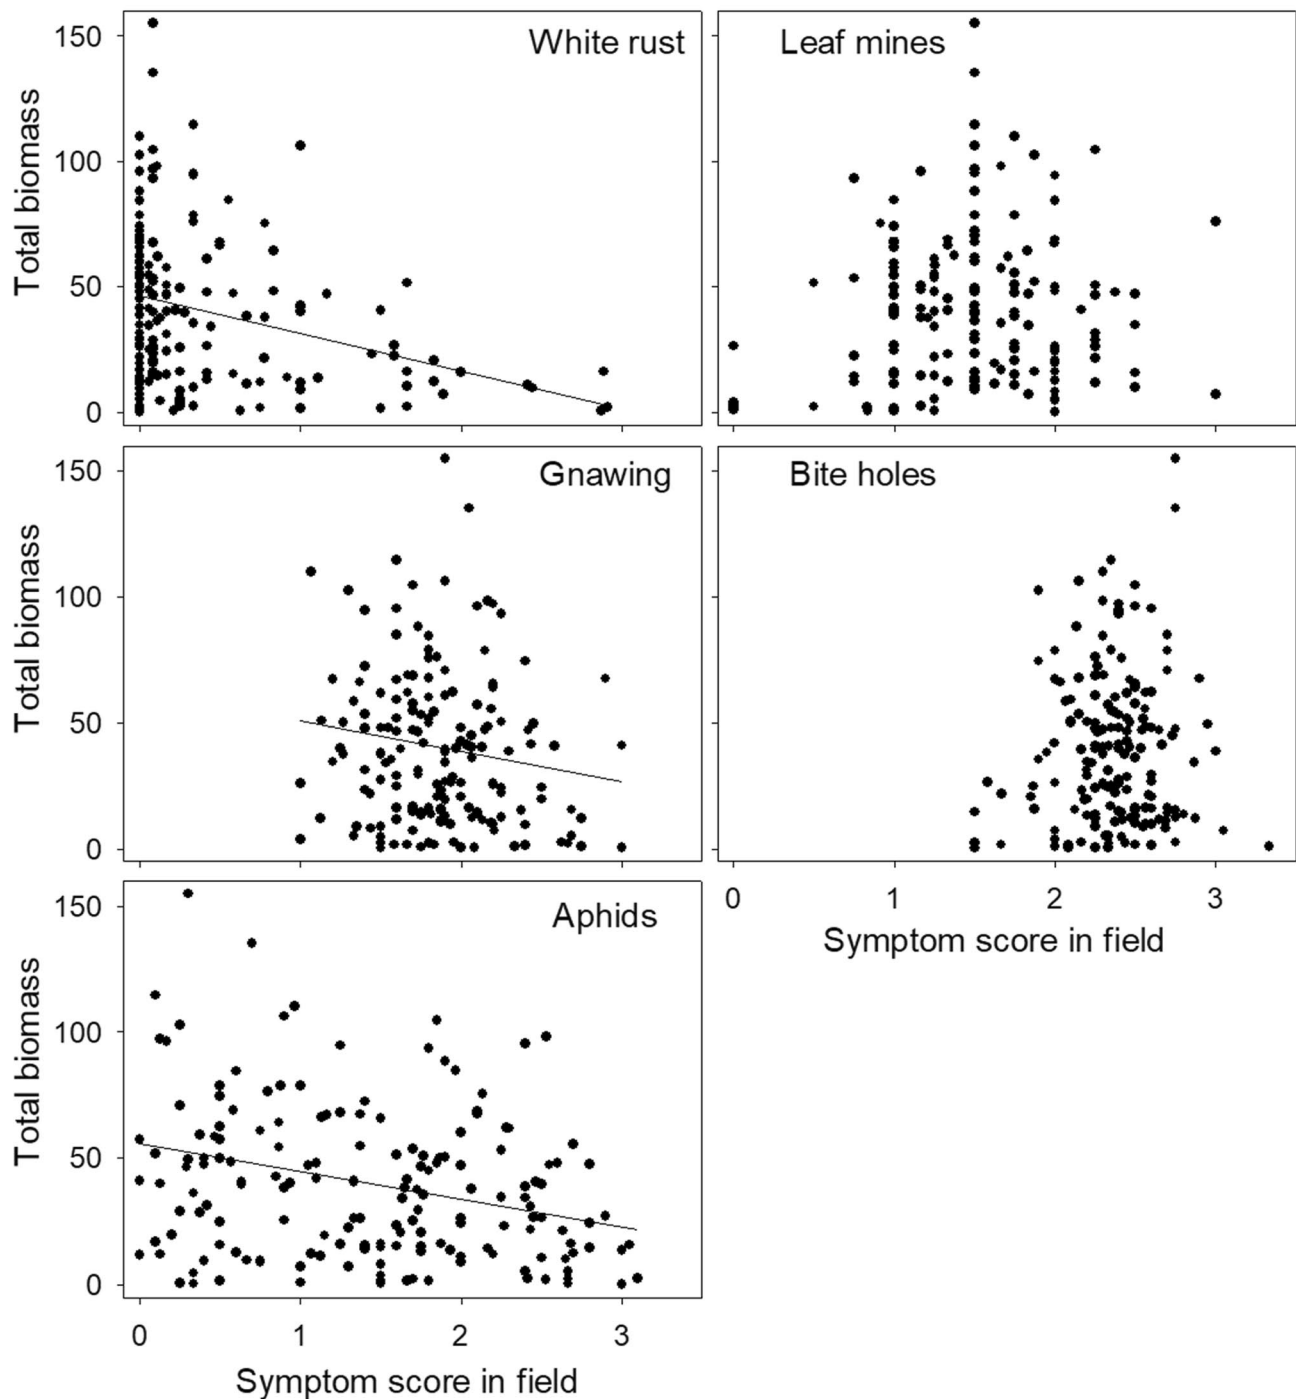 White rust
Leaf mines
150
100
50
0
Total biomass
Gnawing
Bite holes
150
100
50
0
Total biomass
0 1 2 3
Symptom score in field
Aphids
150
100
50
0
Total biomass
0 1 2 3
Symptom score in field